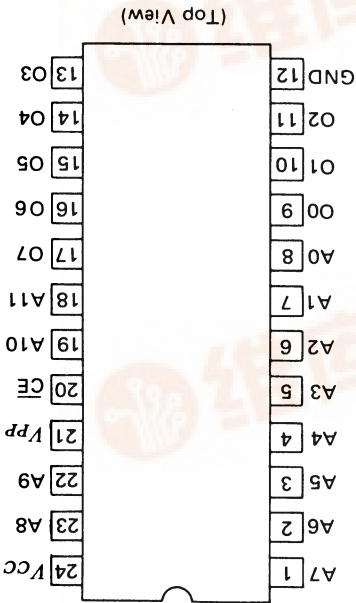 A7 1 24 VCC
A6 2 23 A8
A5 3 22 A9
A4 4 21 VPP
A3 5 20 C̅E̅
A2 6 19 A10
A1 7 18 A11
A0 8 17 O7
O0 9 16 O6
O1 10 15 O5
O2 11 14 O4
GND 12 13 O3
(Top View)